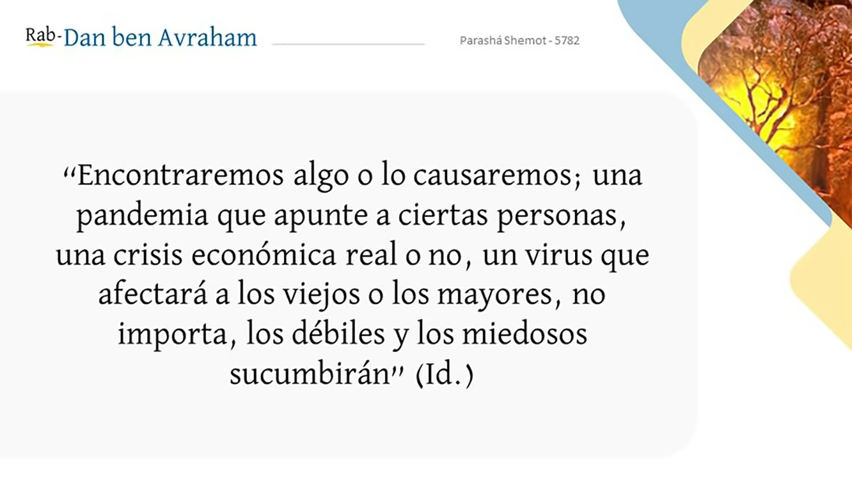 Rab-Dan ben Avraham
Parashá Shemot - 5782
“Encontraremos algo o lo causaremos; una
pandemia que apunte a ciertas personas,
una crisis económica real o no, un virus que
afectará a los viejos o los mayores, no
importa, los débiles y los miedosos
sucumbirán” (Id.)